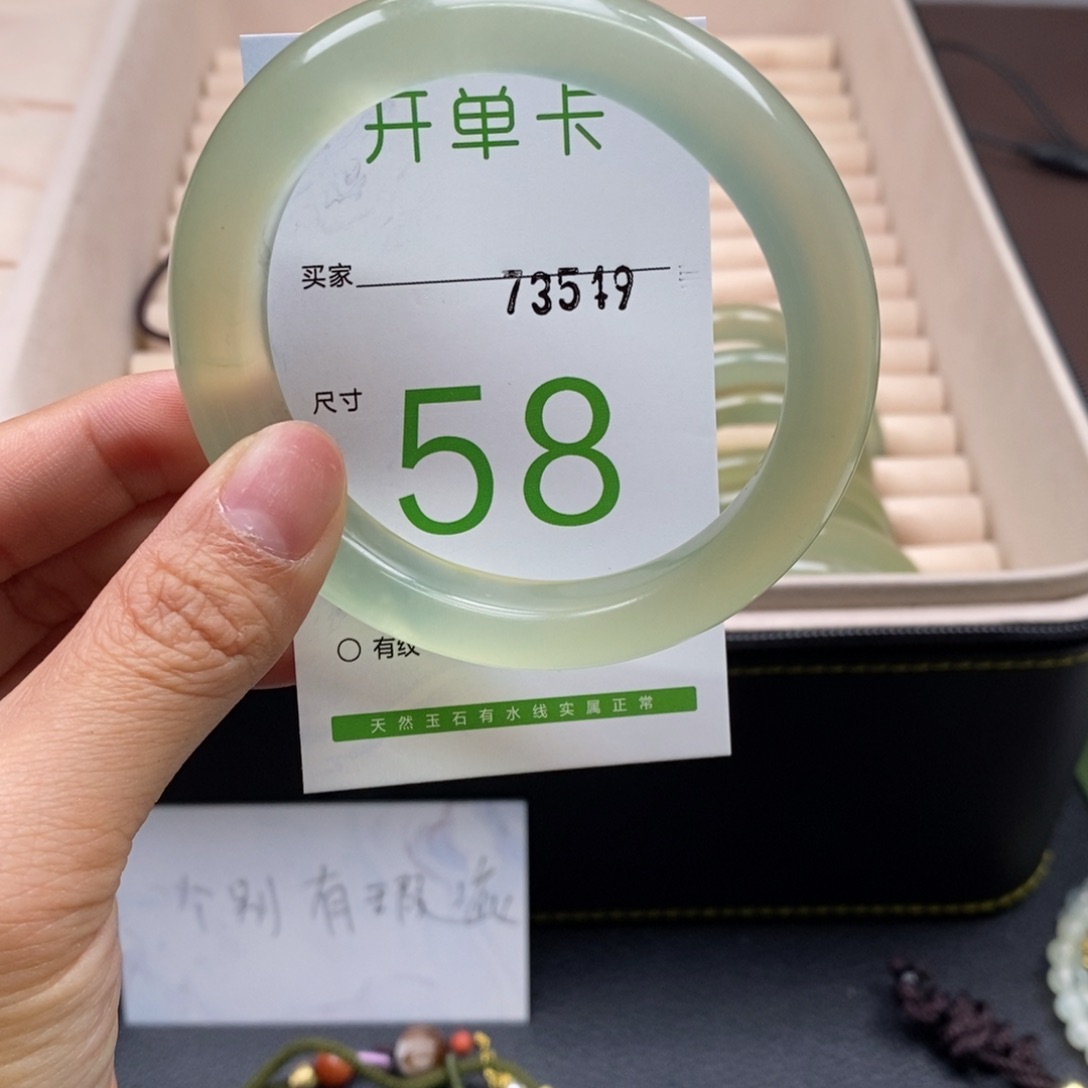 开单卡
买家 73519
尺寸 58
有纹
天然玉石有水线实属正常
个别有瑕疵